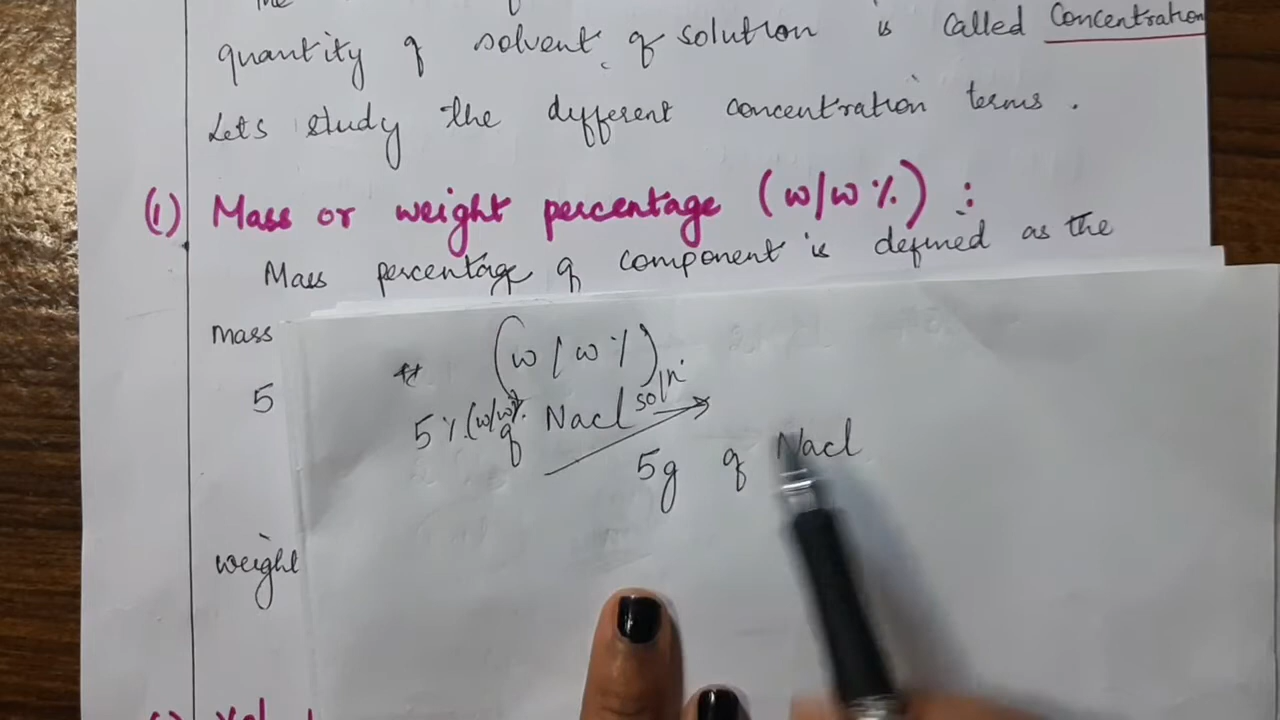 quantity of solvent of solution is called Concentration
Lets study the different concentration terms .
(1) Mass or weight percentage (w/w %) :
Mass percentage of component is defined as the
mass
(w/w %)
5 % (w/w)% of Nacl soln.
5
5g of Nacl
weight